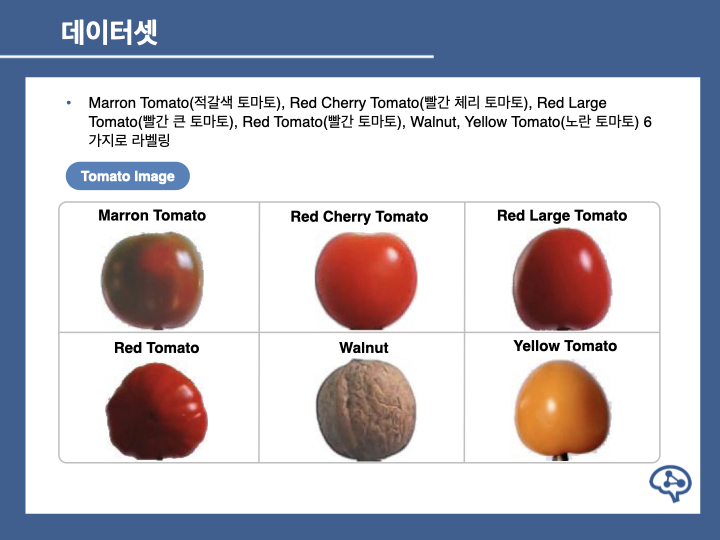 데이터셋
• Marron Tomato(적갈색 토마토), Red Cherry Tomato(빨간 체리 토마토), Red Large
Tomato(빨간 큰 토마토), Red Tomato(빨간 토마토), Walnut, Yellow Tomato(노란 토마토) 6
가지로 라벨링
Tomato Image
Marron Tomato
Red Cherry Tomato
Red Large Tomato
Red Tomato
Walnut
Yellow Tomato